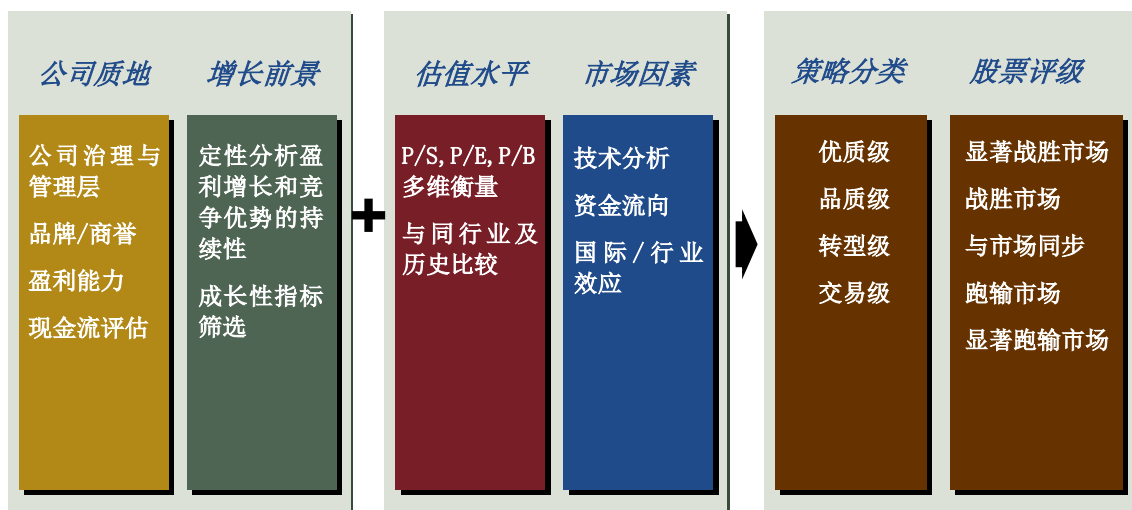 公司质地
公司治理与
管理层
品牌/商誉
盈利能力
现金流评估
增长前景
定性分析盈
利增长和竞
争优势的持
续性
成长性指标
筛选
+
估值水平
P/S,P/E,P/B
多维衡量
与同行业及
历史比较
市场因素
技术分析
资金流向
国际/行业
效应
策略分类
优质级
品质级
转型级
交易级
股票评级
显著战胜市场
战胜市场
与市场同步
跑输市场
显著跑输市场